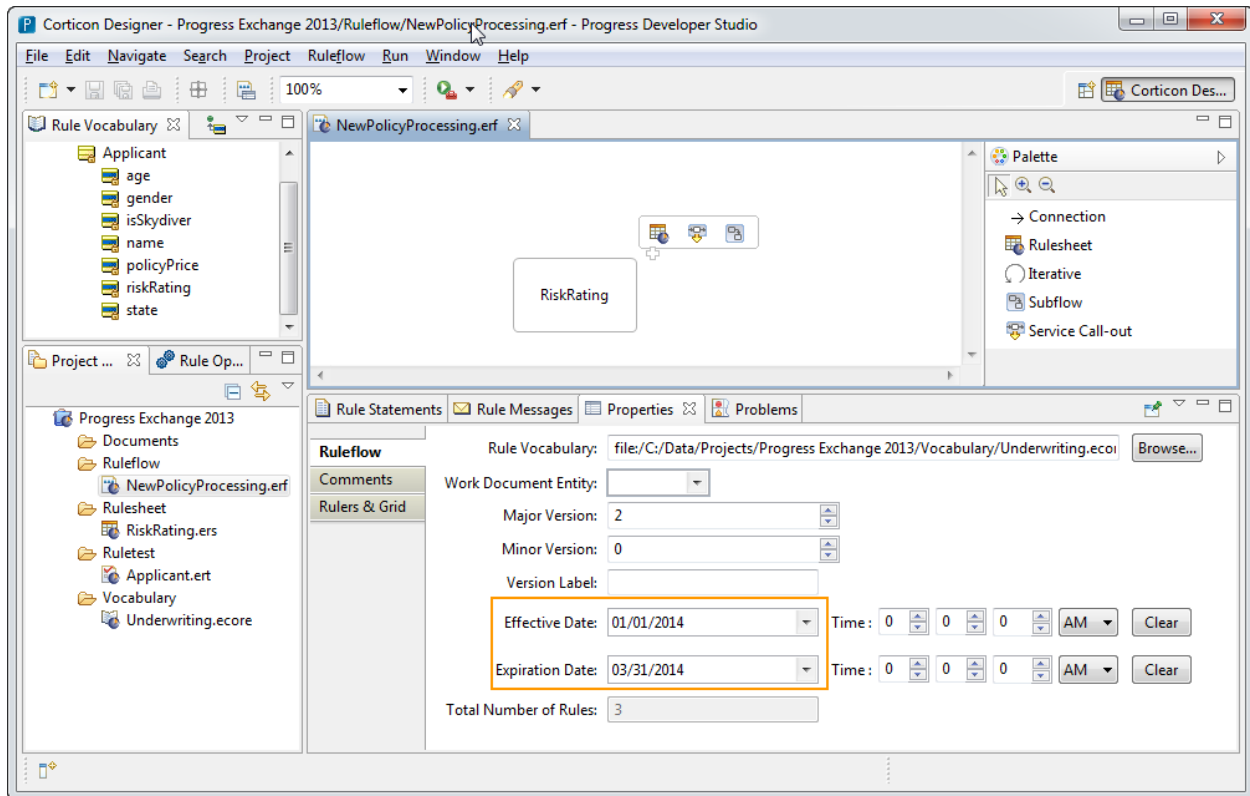 Corticon Designer - Progress Exchange 2013/Ruleflow/NewPolicyProcessing.erf - Progress Developer Studio
File Edit Navigate Search Project Ruleflow Run Window Help
100%
Corticon Des...
Rule Vocabulary
Applicant
age
gender
isSkydiver
name
policyPrice
riskRating
state
NewPolicyProcessing.erf
RiskRating
Palette
Connection
Rulesheet
Iterative
Subflow
Service Call-out
Project ...
Rule Op...
Progress Exchange 2013
Documents
Ruleflow
NewPolicyProcessing.erf
Rulesheet
RiskRating.ers
Ruletest
Applicant.ert
Vocabulary
Underwriting.ecore
Rule Statements
Rule Messages
Properties
Problems
Ruleflow
Comments
Rulers & Grid
Rule Vocabulary: file:/C:/Data/Projects/Progress Exchange 2013/Vocabulary/Underwriting.ecor Browse...
Work Document Entity:
Major Version: 2
Minor Version: 0
Version Label:
Effective Date: 01/01/2014 Time: 0 0 0 AM Clear
Expiration Date: 03/31/2014 Time: 0 0 0 AM Clear
Total Number of Rules: 3